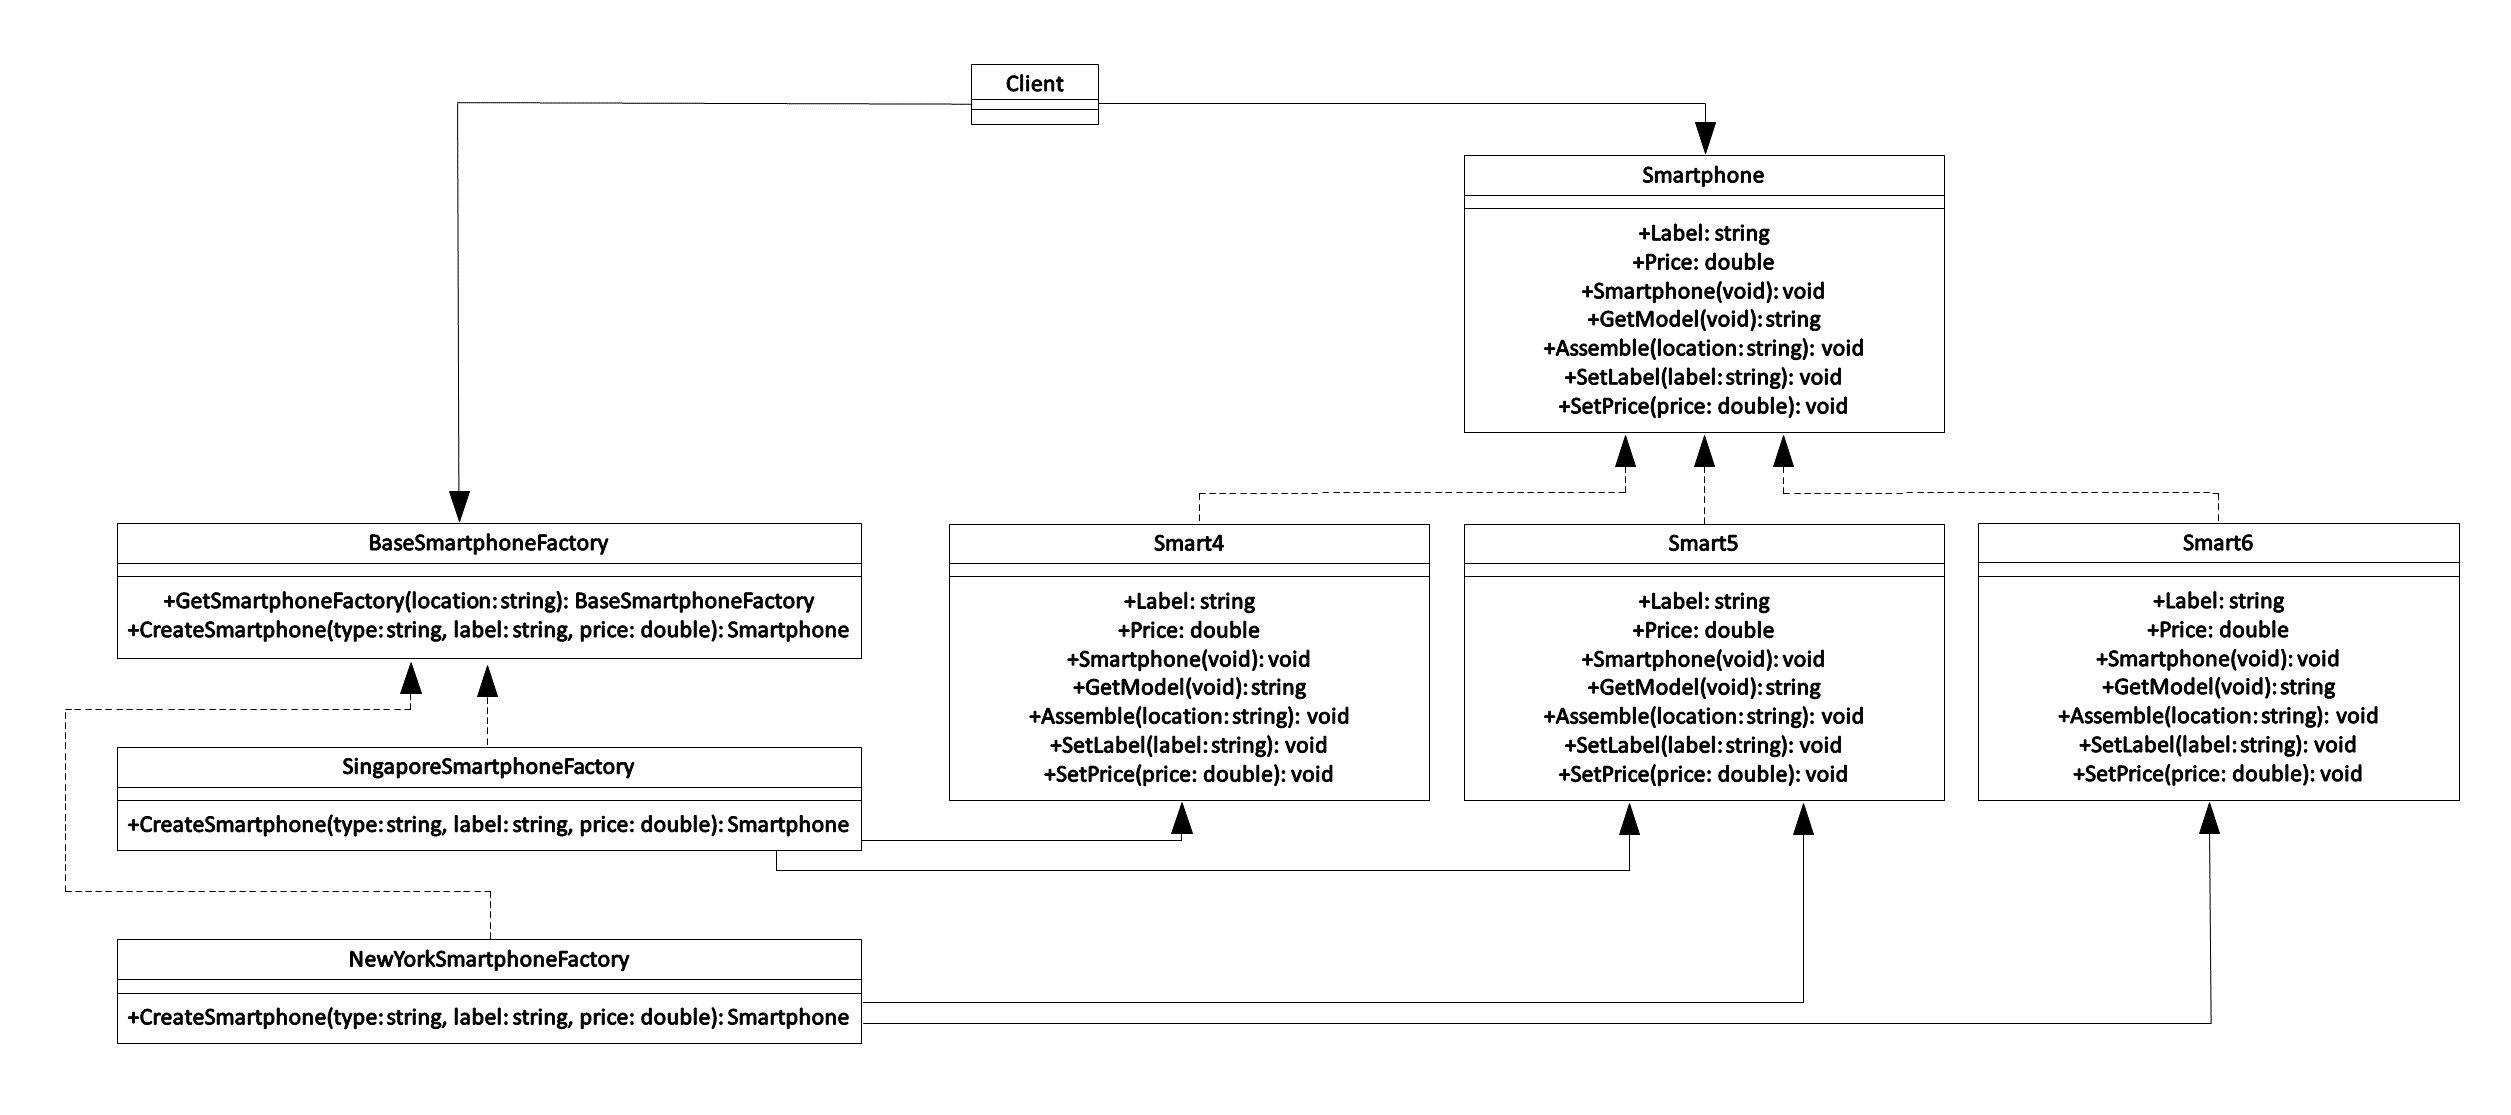 Client
Smartphone
+Label: string
+Price: double
+Smartphone(void): void
+GetModel(void): string
+Assemble(location: string): void
+SetLabel(label: string): void
+SetPrice(price: double): void
BaseSmartphoneFactory
+GetSmartphoneFactory(location: string): BaseSmartphoneFactory
+CreateSmartphone(type: string, label: string, price: double): Smartphone
Smart4
+Label: string
+Price: double
+Smartphone(void): void
+GetModel(void): string
+Assemble(location: string): void
+SetLabel(label: string): void
+SetPrice(price: double): void
Smart5
+Label: string
+Price: double
+Smartphone(void): void
+GetModel(void): string
+Assemble(location: string): void
+SetLabel(label: string): void
+SetPrice(price: double): void
Smart6
+Label: string
+Price: double
+Smartphone(void): void
+GetModel(void): string
+Assemble(location: string): void
+SetLabel(label: string): void
+SetPrice(price: double): void
SingaporeSmartphoneFactory
+CreateSmartphone(type: string, label: string, price: double): Smartphone
NewYorkSmartphoneFactory
+CreateSmartphone(type: string, label: string, price: double): Smartphone